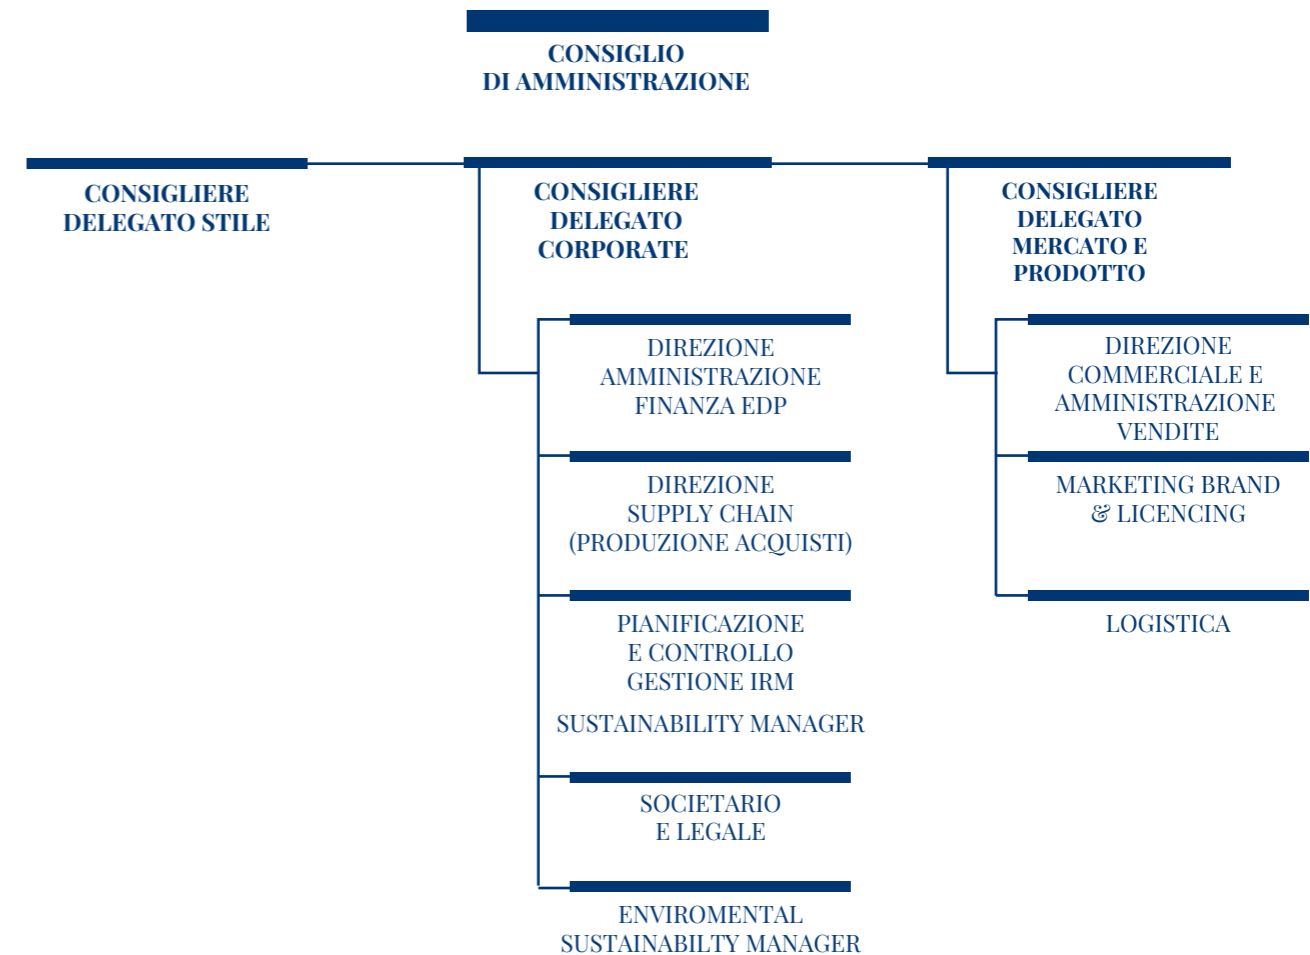 CONSIGLIO
DI AMMINISTRAZIONE
CONSIGLIERE
DELEGATO STILE
CONSIGLIERE
DELEGATO
CORPORATE
CONSIGLIERE
DELEGATO
MERCATO E
PRODOTTO
DIREZIONE
AMMINISTRAZIONE
FINANZA EDP
DIREZIONE
SUPPLY CHAIN
(PRODUZIONE ACQUISTI)
PIANIFICAZIONE
E CONTROLLO
GESTIONE IRM
SUSTAINABILITY MANAGER
SOCIETARIO
E LEGALE
ENVIROMENTAL
SUSTAINABILTY MANAGER
DIREZIONE
COMMERCIALE E
AMMINISTRAZIONE
VENDITE
MARKETING BRAND
& LICENCING
LOGISTICA